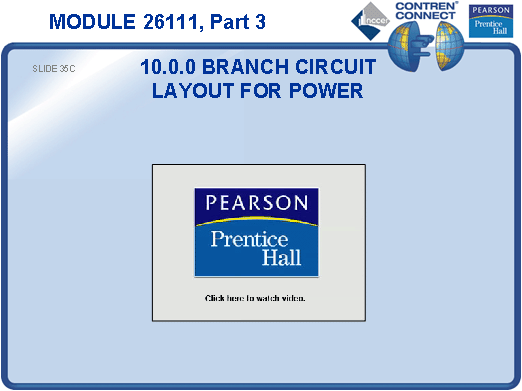 MODULE 26111, Part 3
nccer
CONTREN®
CONNECT
PEARSON
Prentice
Hall
SLIDE 35C
10.0.0 BRANCH CIRCUIT
LAYOUT FOR POWER
PEARSON
Prentice
Hall
Click here to watch video.